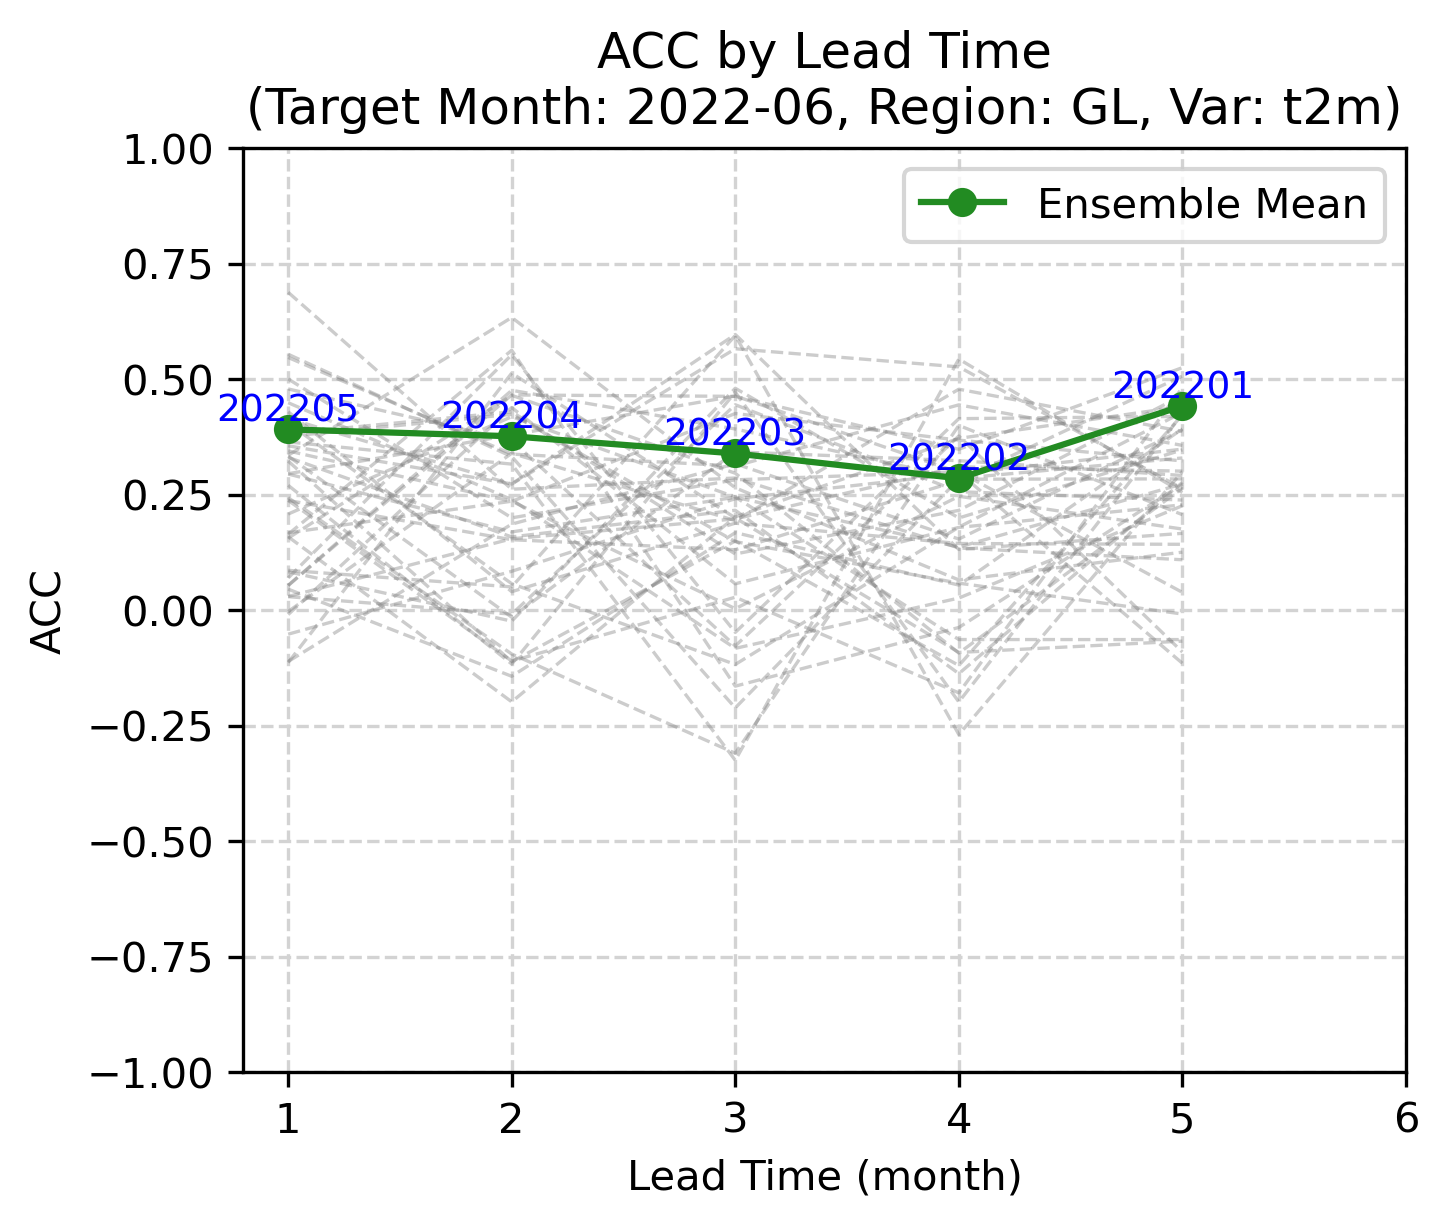 ACC by Lead Time
(Target Month: 2022-06, Region: GL, Var: t2m)
Ensemble Mean
1.00
0.75
0.50
0.25
0.00
−0.25
−0.50
−0.75
−1.00
ACC
202205
202204
202203
202202
202201
1 2 3 4 5 6
Lead Time (month)